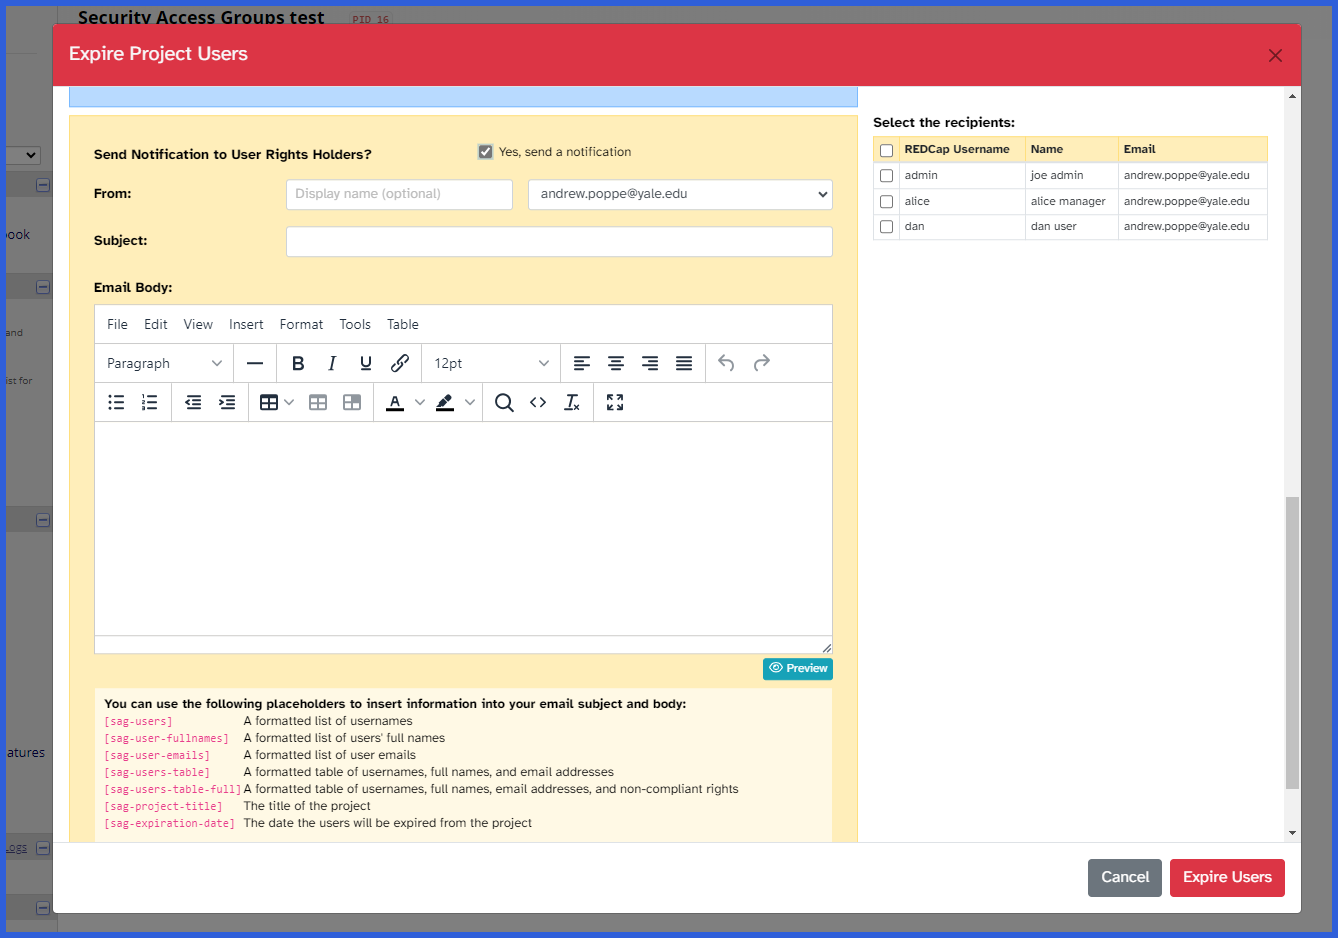 Security Access Groups test PID 16
Expire Project Users
Send Notification to User Rights Holders?
Yes, send a notification
From:
Display name (optional)
andrew.poppe@yale.edu
Subject:
Email Body:
File Edit View Insert Format Tools Table
Paragraph
B I U
12pt
A
Preview
You can use the following placeholders to insert information into your email subject and body:
[sag-users] A formatted list of usernames
[sag-user-fullnames] A formatted list of users' full names
[sag-user-emails] A formatted list of user emails
[sag-users-table] A formatted table of usernames, full names, and email addresses
[sag-users-table-full] A formatted table of usernames, full names, email addresses, and non-compliant rights
[sag-project-title] The title of the project
[sag-expiration-date] The date the users will be expired from the project
Select the recipients:
REDCap Username Name Email
admin joe admin andrew.poppe@yale.edu
alice alice manager andrew.poppe@yale.edu
dan dan user andrew.poppe@yale.edu
Cancel
Expire Users
ook
and
ist for
atures
Logs